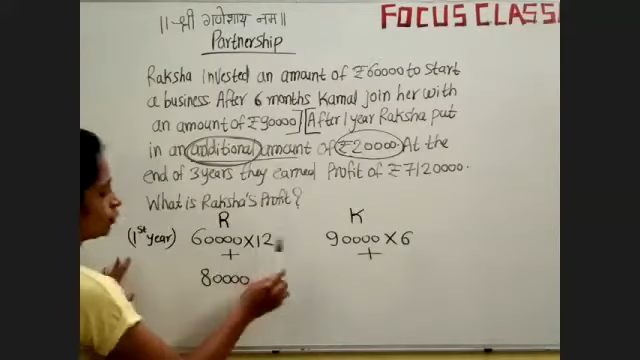 ॥ श्री गणेशाय नमः॥
FOCUS CLASS
Partnership
Raksha invested an amount of ₹60000 to start
a business After 6 months Kamal join her with
an amount of ₹90000] [After 1 year Raksha put
in an additional amount of ₹20000 At the
end of 3 years they earned Profit of ₹7120000.
What is Raksha's Profit?
R K
(1st year) 60000×12 90000×6
+ +
80000